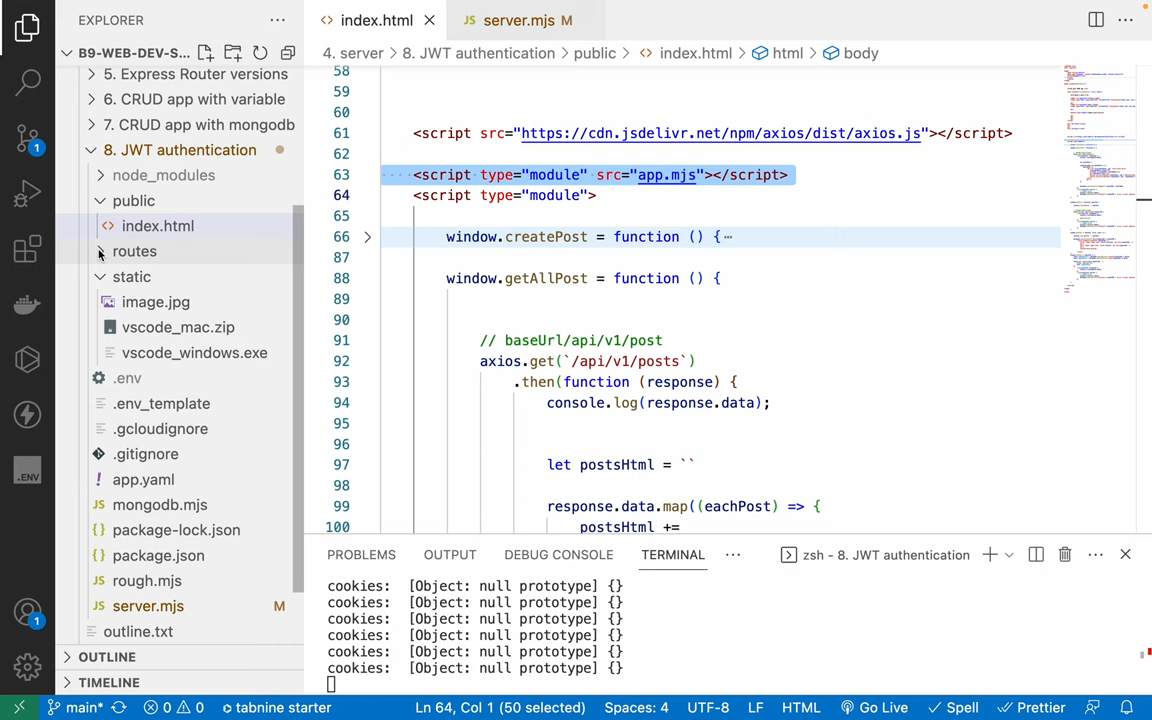 EXPLORER
index.html
server.mjs M
B9-WEB-DEV-S...
4. server > 8. JWT authentication > public > index.html > html > body
5. Express Router versions
6. CRUD app with variable
7. CRUD app with mongodb
8. JWT authentication
node_modules
public
index.html
routes
static
image.jpg
vscode_mac.zip
vscode_windows.exe
.env
.env_template
.gcloudignore
.gitignore
app.yaml
mongodb.mjs
package-lock.json
package.json
rough.mjs
server.mjs M
outline.txt
OUTLINE
TIMELINE
.ENV
1
1
58
59
60
61 <script src="https://cdn.jsdelivr.net/npm/axios/dist/axios.js"></script>
62
63 ····<script type="module" src="app.mjs"></script>
64 <script type="module">
65
66 window.createPost = function () {…
87
88 window.getAllPost = function () {
89
90
91 // baseUrl/api/v1/post
92 axios.get(`/api/v1/posts`)
93 .then(function (response) {
94 console.log(response.data);
95
96
97 let postsHtml = ``
98
99 response.data.map((eachPost) => {
100 postsHtml +=
PROBLEMS OUTPUT DEBUG CONSOLE TERMINAL zsh - 8. JWT authentication
cookies: [Object: null prototype] {}
cookies: [Object: null prototype] {}
cookies: [Object: null prototype] {}
cookies: [Object: null prototype] {}
cookies: [Object: null prototype] {}
cookies: [Object: null prototype] {}
main* 0 0 tabnine starter Ln 64, Col 1 (50 selected) Spaces: 4 UTF-8 LF HTML Go Live Spell Prettier